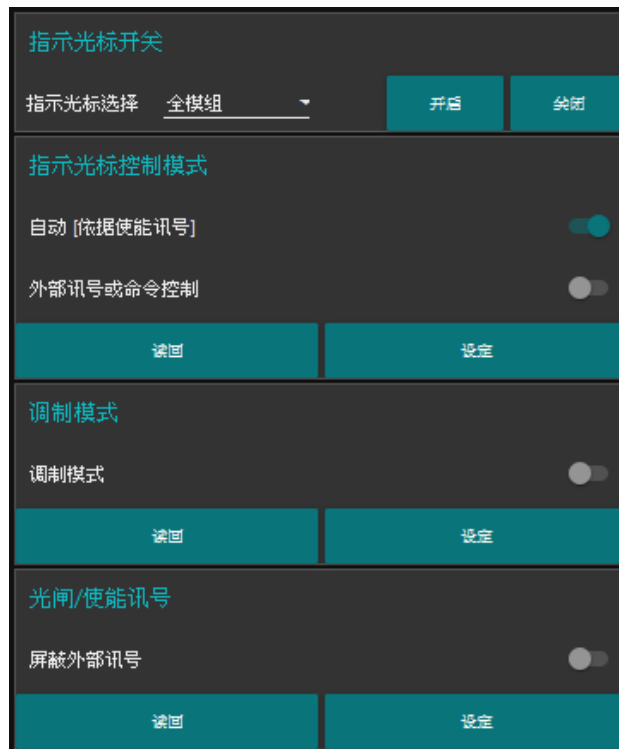 指示光标开关
指示光标选择 全模组 开启 关闭
指示光标控制模式
自动 [依据使能讯号]
外部讯号或命令控制
读回 设定
调制模式
调制模式
读回 设定
光闸/使能讯号
屏蔽外部讯号
读回 设定